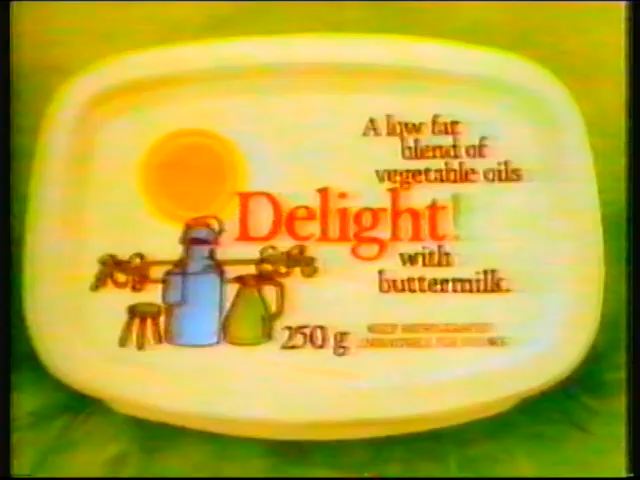 A low fat
blend of
vegetable oils
Delight!
with
buttermilk.
250 g